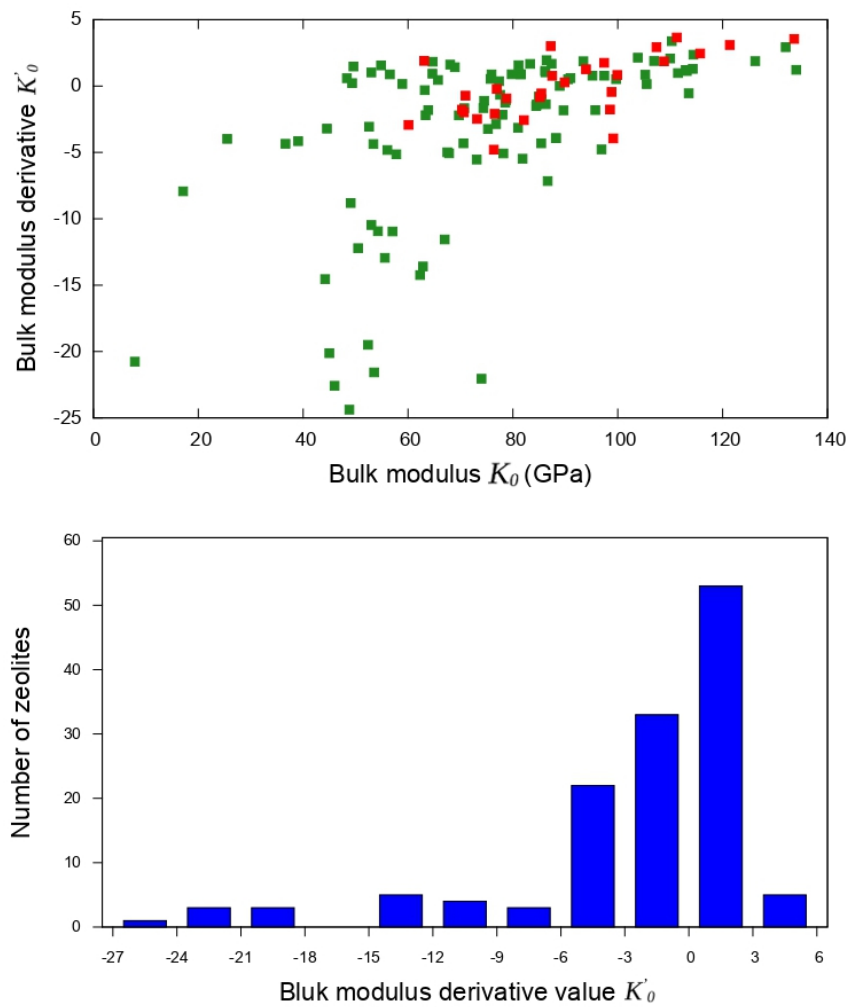 5
0
-5
-10
-15
-20
-25
0 20 40 60 80 100 120 140
Bulk modulus derivative K'₀
Bulk modulus K₀ (GPa)
60
50
40
30
20
10
0
-27 -24 -21 -18 -15 -12 -9 -6 -3 0 3 6
Number of zeolites
Bluk modulus derivative value K'₀